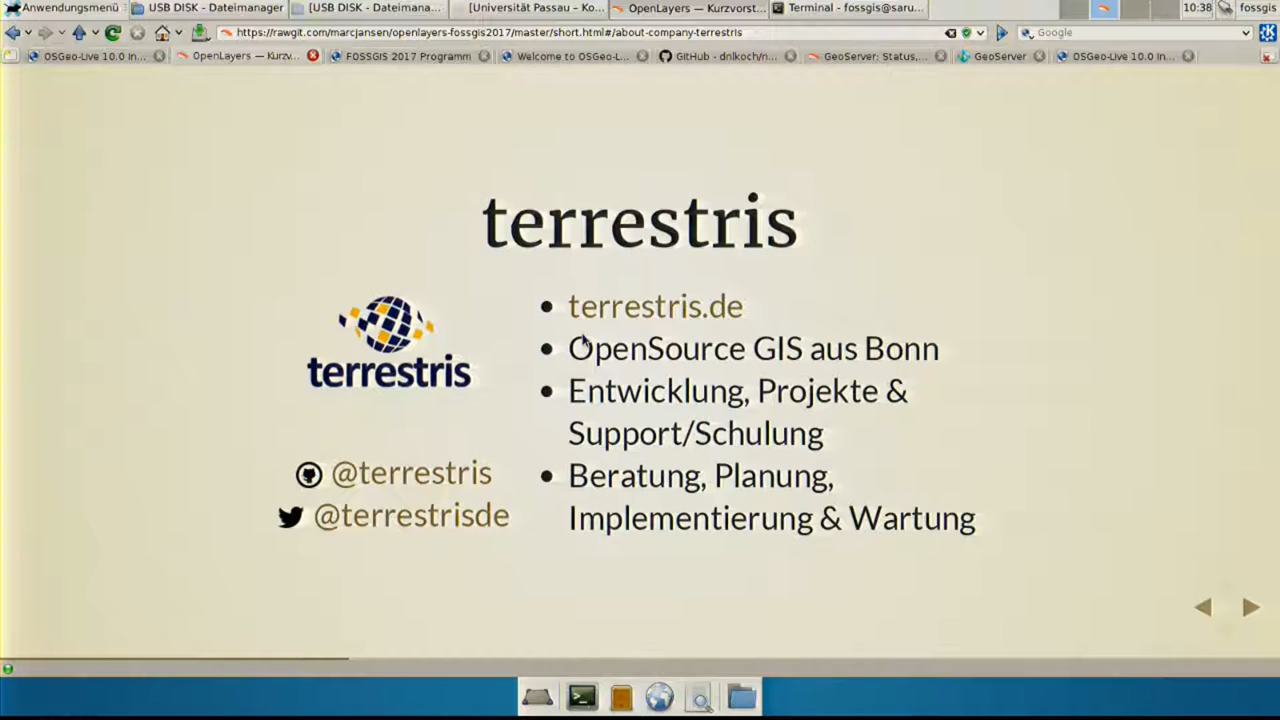 Anwendungsmenü
USB DISK - Dateimanager
[USB DISK - Dateimana...
[Universität Passau - Ko...
OpenLayers — Kurzvorst...
Terminal - fossgis@saru...
10:38
fossgis
https://rawgit.com/marcjansen/openlayers-fossgis2017/master/short.html#/about-company-terrestris
Google
OSGeo-Live 10.0 In...
OpenLayers — Kurzv...
FOSSGIS 2017 Programm
Welcome to OSGeo-L...
GitHub - dnlkoch/n...
GeoServer: Status,...
GeoServer
OSGeo-Live 10.0 In...
terrestris
terrestris
@terrestris
@terrestrisde
terrestris.de
OpenSource GIS aus Bonn
Entwicklung, Projekte &
Support/Schulung
Beratung, Planung,
Implementierung & Wartung